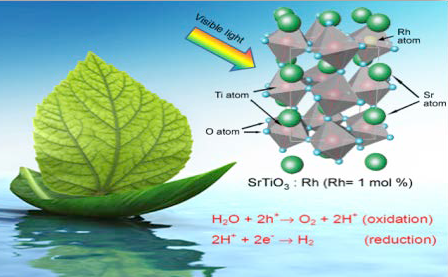 Visible light
Rh
atom
Ti atom
Sr
atom
O atom
SrTiO₃ : Rh (Rh= 1 mol %)
H₂O + 2h⁺→ O₂ + 2H⁺ (oxidation)
2H⁺ + 2e⁻→ H₂ (reduction)